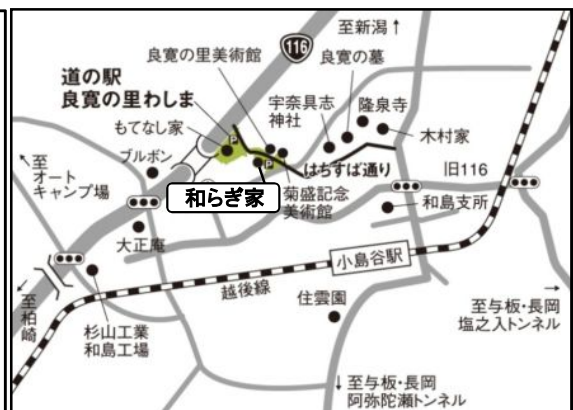 至新潟↑
116
良寛の里美術館
良寛の墓
道の駅
良寛の里わしま
宇奈具志
神社
隆泉寺
もてなし家
木村家
P
はちすば通り
旧116
↖至
オート
キャンプ場
ブルボン
P
和らぎ家
菊盛記念
美術館
和島支所
大正庵
小島谷駅
越後線
住雲園
↙至柏崎
杉山工業
和島工場
→
至与板・長岡
塩之入トンネル
↓至与板・長岡
阿弥陀瀬トンネル